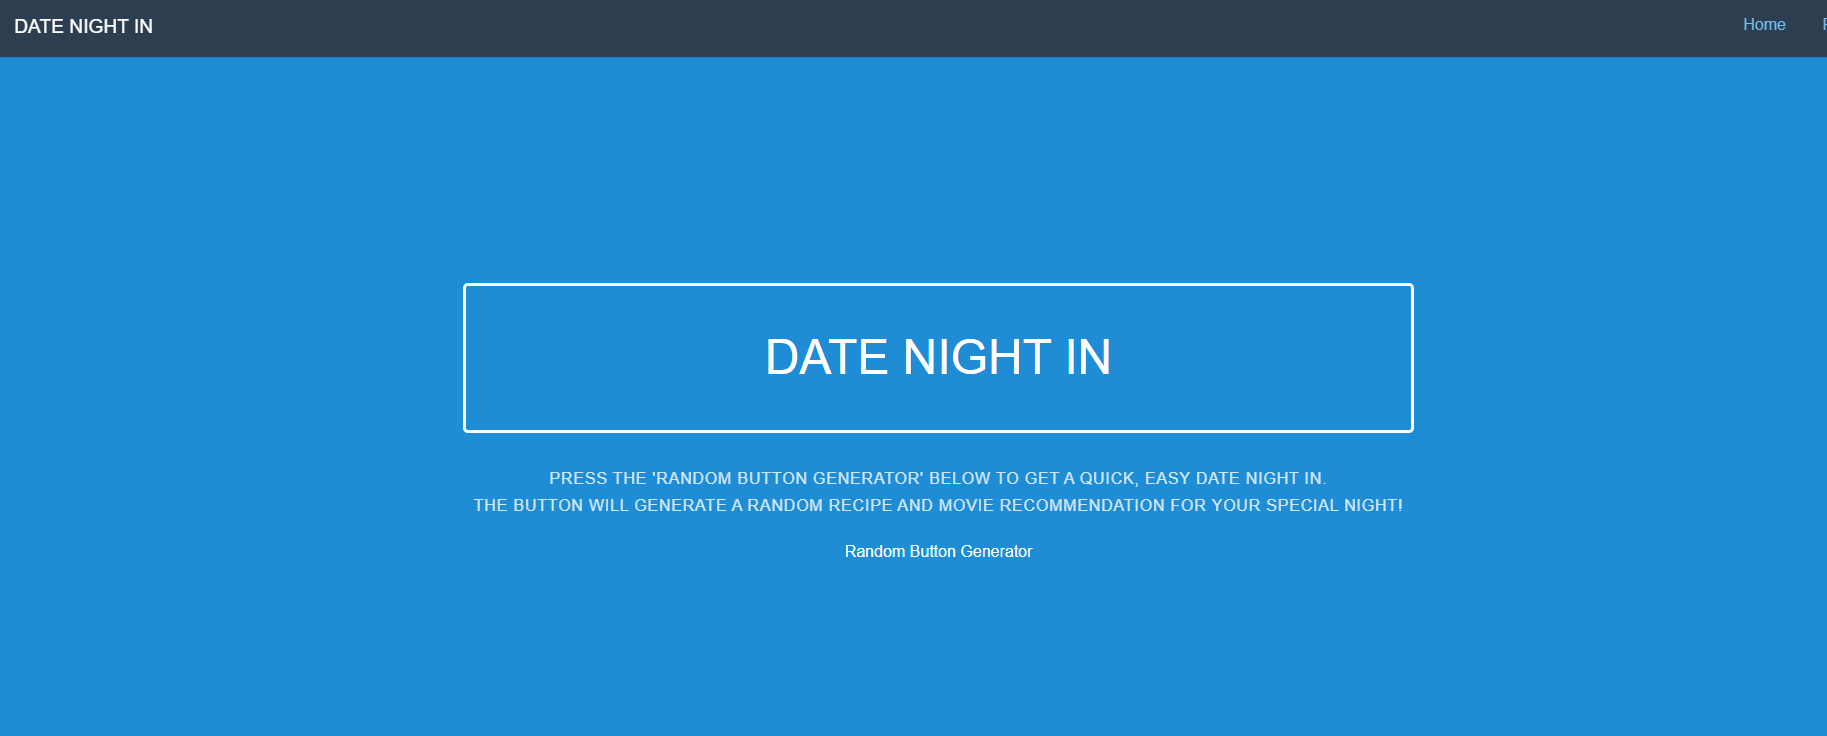 DATE NIGHT IN
Home
DATE NIGHT IN
PRESS THE 'RANDOM BUTTON GENERATOR' BELOW TO GET A QUICK, EASY DATE NIGHT IN.
THE BUTTON WILL GENERATE A RANDOM RECIPE AND MOVIE RECOMMENDATION FOR YOUR SPECIAL NIGHT!
Random Button Generator